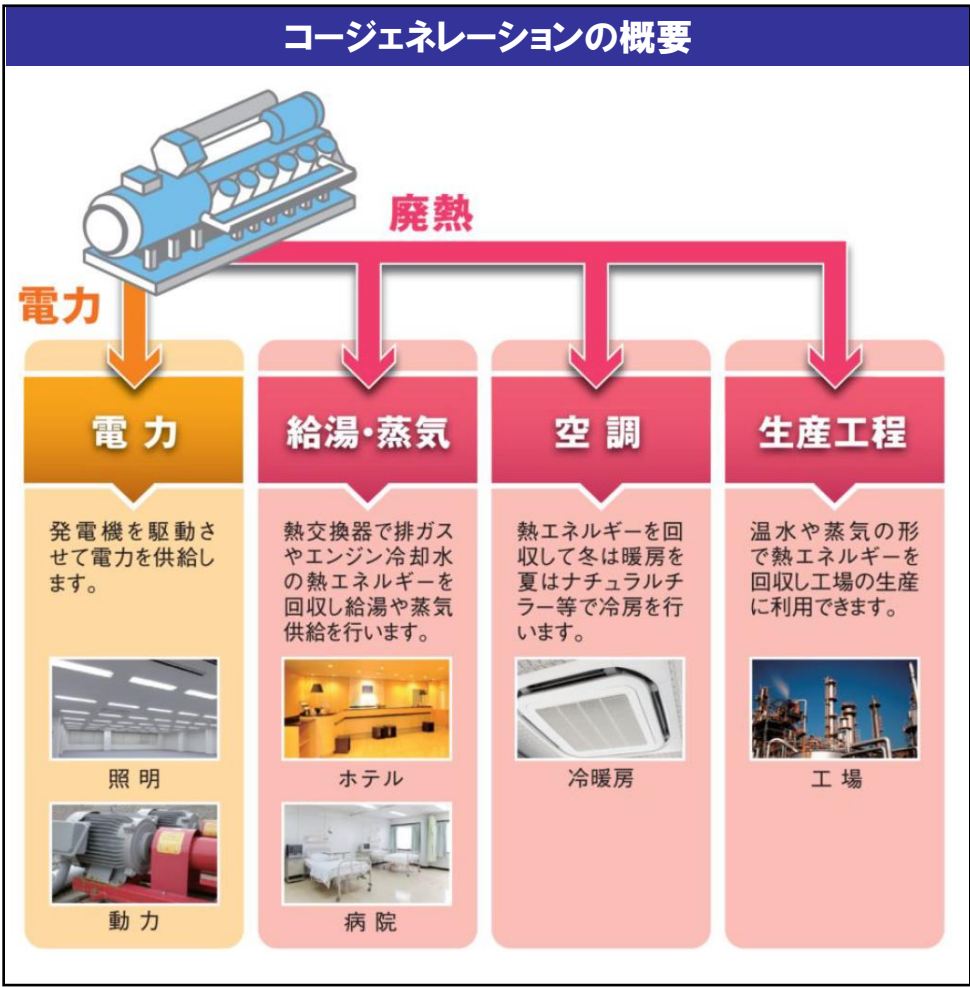 コージェネレーションの概要
廃熱
電力
電力
発電機を駆動さ
せて電力を供給し
ます。
照明
動力
給湯・蒸気
熱交換器で排ガス
やエンジン冷却水
の熱エネルギーを
回収し給湯や蒸気
供給を行います。
ホテル
病院
空調
熱エネルギーを回
収して冬は暖房を
夏はナチュラルチ
ラー等で冷房を行
います。
冷暖房
生産工程
温水や蒸気の形
で熱エネルギーを
回収し工場の生産
に利用できます。
工場